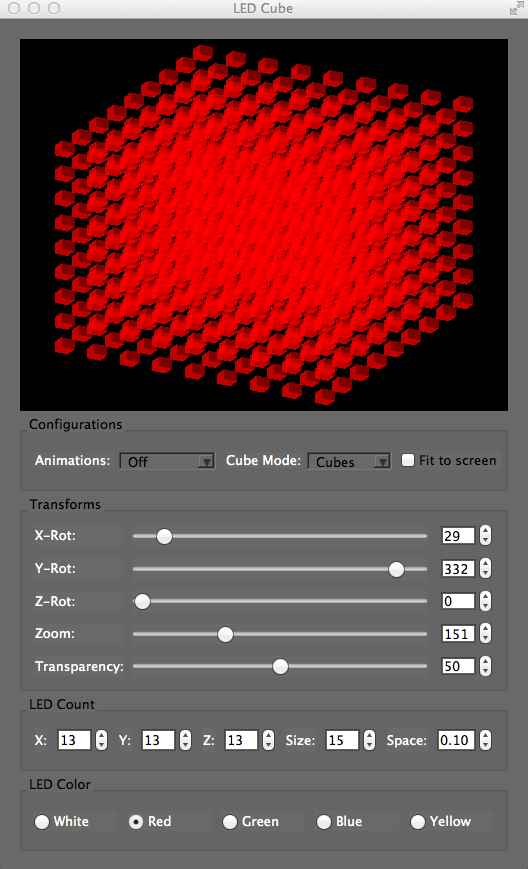 LED Cube
Configurations
Animations: Off Cube Mode: Cubes Fit to screen
Transforms
X-Rot: 29
Y-Rot: 332
Z-Rot: 0
Zoom: 151
Transparency: 50
LED Count
X: 13 Y: 13 Z: 13 Size: 15 Space: 0.10
LED Color
White Red Green Blue Yellow